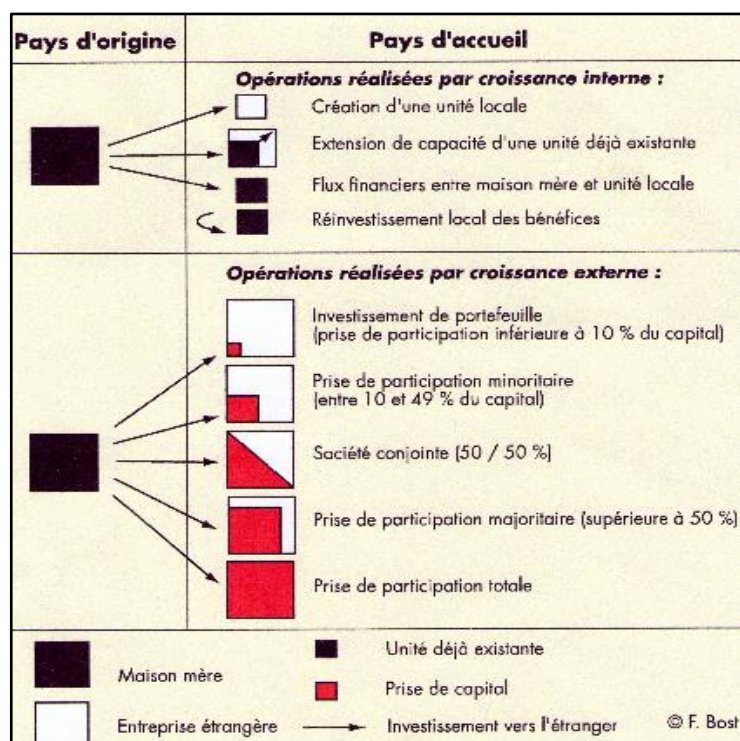 Pays d'origine
Pays d'accueil
Opérations réalisées par croissance interne :
Création d'une unité locale
Extension de capacité d'une unité déjà existante
Flux financiers entre maison mère et unité locale
Réinvestissement local des bénéfices
Opérations réalisées par croissance externe :
Investissement de portefeuille
(prise de participation inférieure à 10 % du capital)
Prise de participation minoritaire
(entre 10 et 49 % du capital)
Saciété conjointe (50 / 50 %)
Prise de participation majoritaire (supérieure à 50 %)
Prise de participation totale
Maison mère
Unité déjà existante
Prise de capital
Entreprise étrangère
Investissement vers l'étranger
© F. Bost